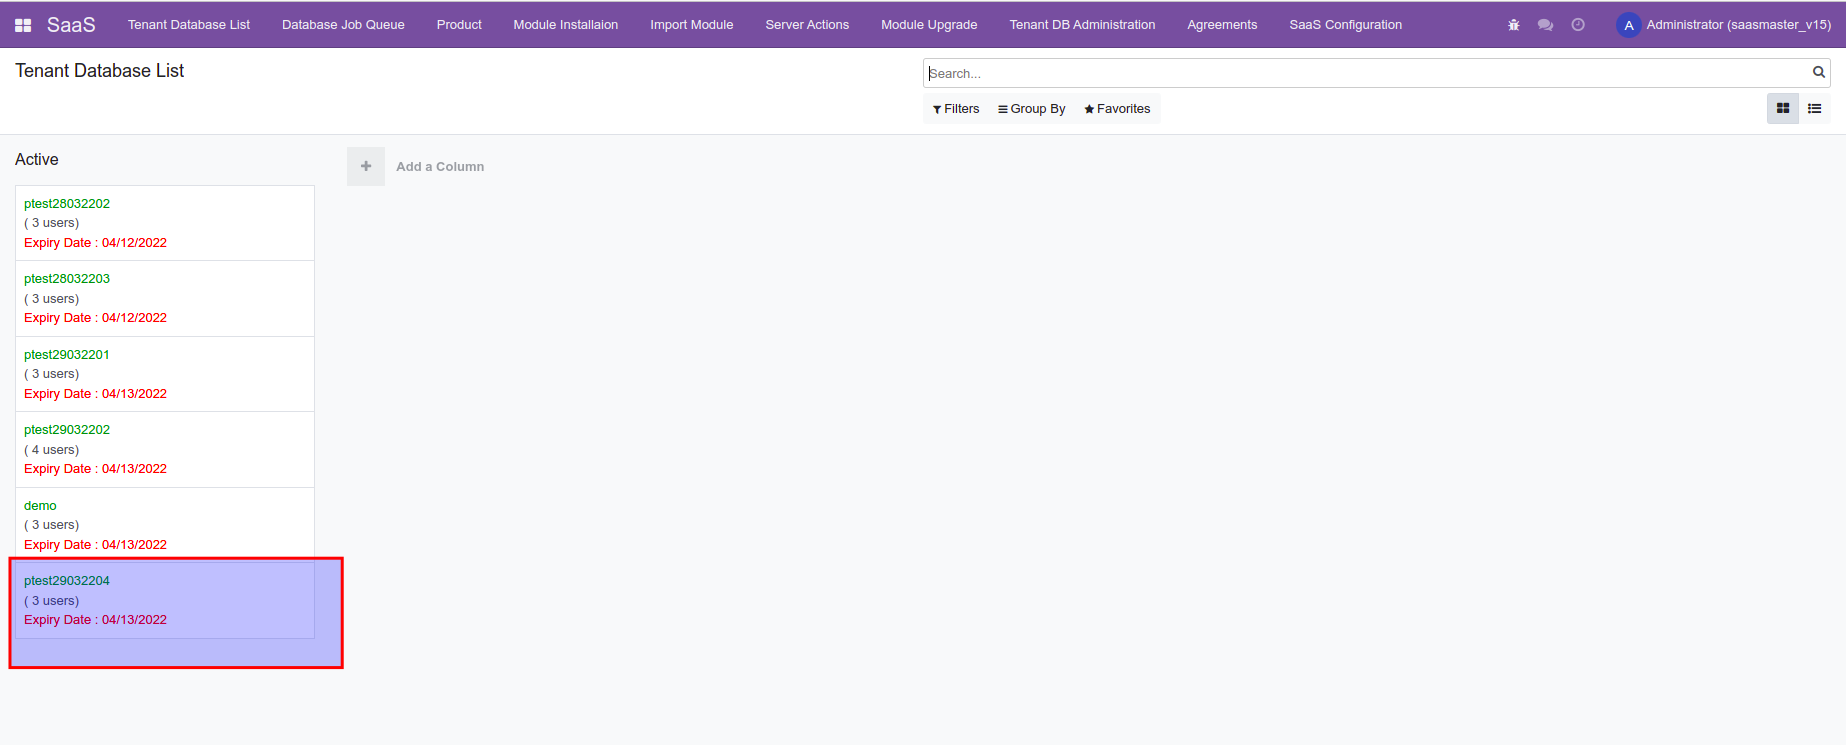 SaaS Tenant Database List Database Job Queue Product Module Installaion Import Module Server Actions Module Upgrade Tenant DB Administration Agreements SaaS Configuration A Administrator (saasmaster_v15)
Tenant Database List
Search...
Filters Group By Favorites
Active
Add a Column
ptest28032202
( 3 users)
Expiry Date : 04/12/2022
ptest28032203
( 3 users)
Expiry Date : 04/12/2022
ptest29032201
( 3 users)
Expiry Date : 04/13/2022
ptest29032202
( 4 users)
Expiry Date : 04/13/2022
demo
( 3 users)
Expiry Date : 04/13/2022
ptest29032204
( 3 users)
Expiry Date : 04/13/2022